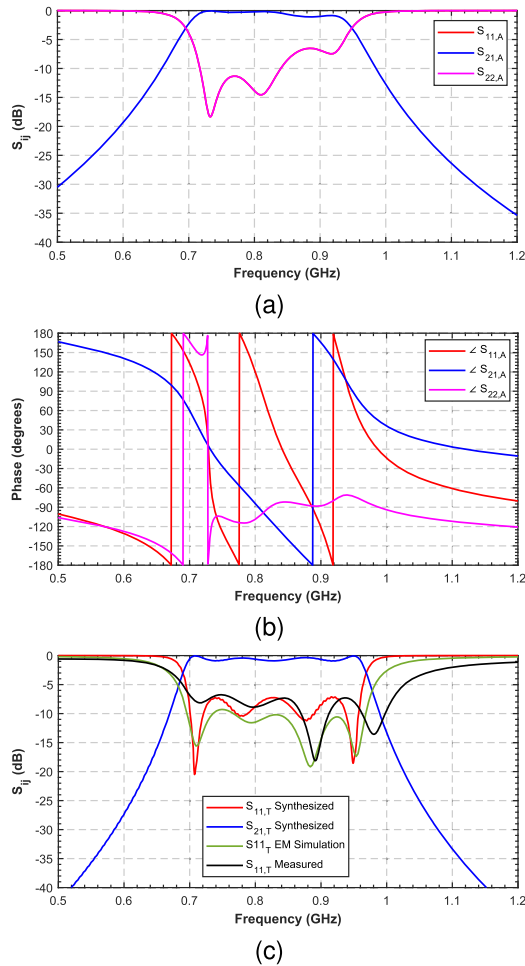 0
-5
-10
-15
-20
-25
-30
-35
-40
S_ij (dB)
S_11,A
S_21,A
S_22,A
0.5 0.6 0.7 0.8 0.9 1 1.1 1.2
Frequency (GHz)
(a)
180
150
120
90
60
30
0
-30
-60
-90
-120
-150
-180
Phase (degrees)
∠ S_11,A
∠ S_21,A
∠ S_22,A
0.5 0.6 0.7 0.8 0.9 1 1.1 1.2
Frequency (GHz)
(b)
0
-5
-10
-15
-20
-25
-30
-35
-40
S_ij (dB)
S_11,T Synthesized
S_21,T Synthesized
S11_T EM Simulation
S_11,T Measured
0.5 0.6 0.7 0.8 0.9 1 1.1 1.2
Frequency (GHz)
(c)